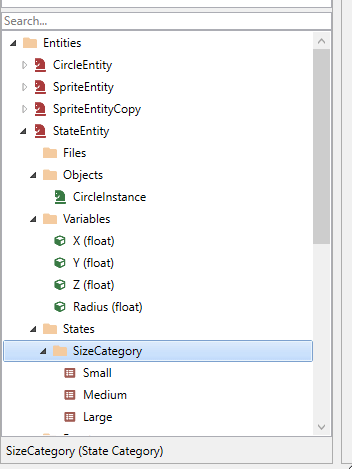 Search...
Entities
CircleEntity
SpriteEntity
SpriteEntityCopy
StateEntity
Files
Objects
CircleInstance
Variables
X (float)
Y (float)
Z (float)
Radius (float)
States
SizeCategory
Small
Medium
Large
SizeCategory (State Category)